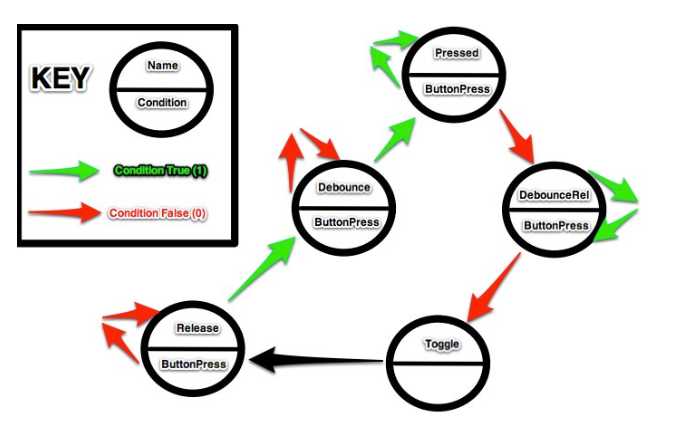 KEY
Name
Condition
Condition True (1)
Condition False (0)
Pressed
ButtonPress
Debounce
ButtonPress
DebounceRel
ButtonPress
Release
ButtonPress
Toggle